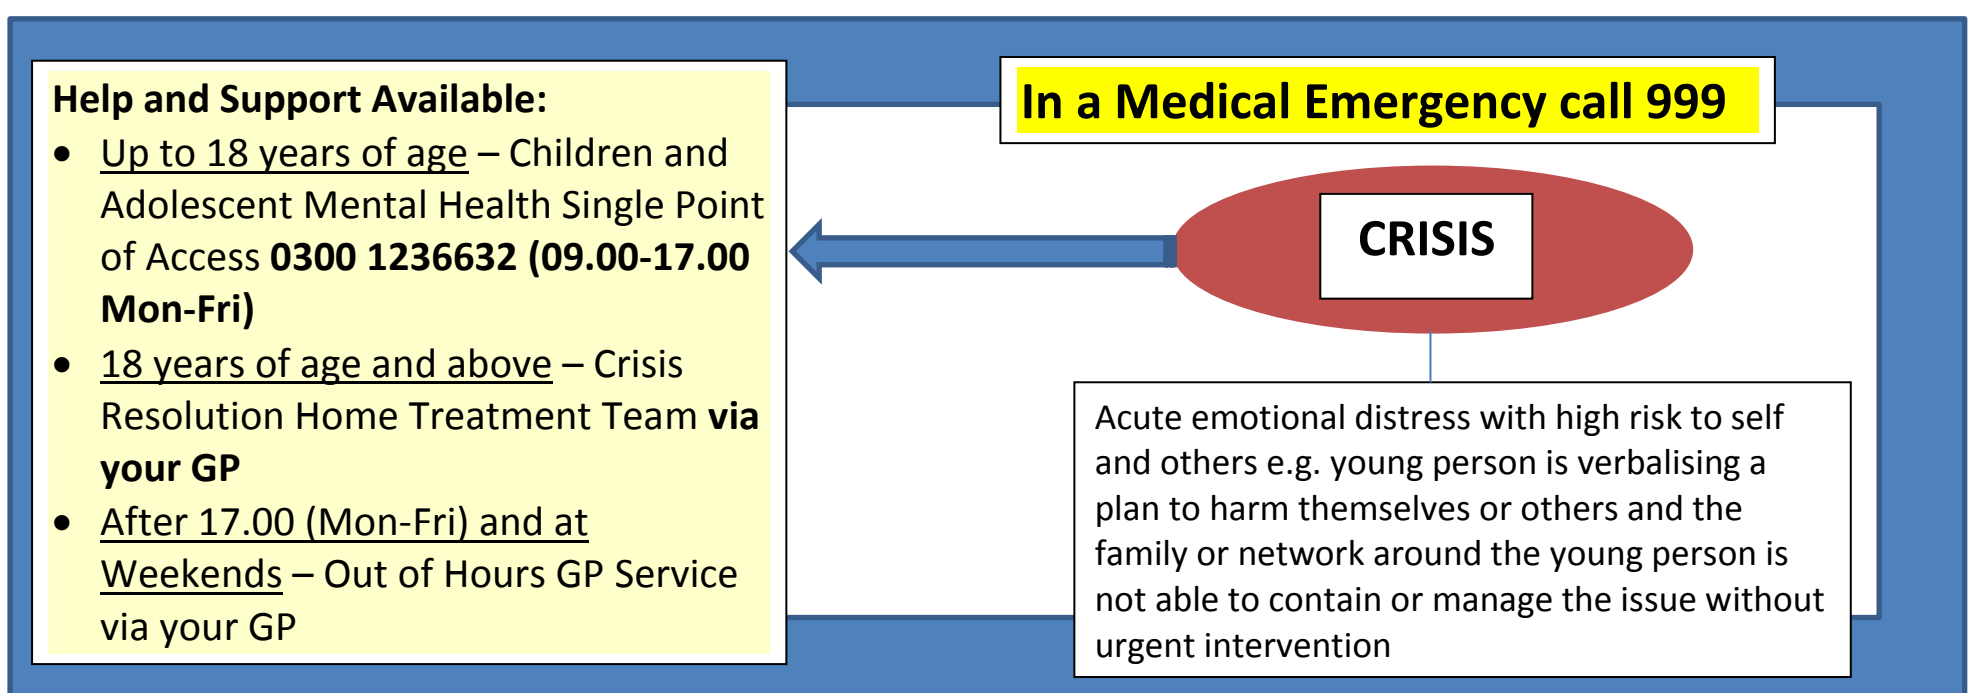 Help and Support Available:
• Up to 18 years of age – Children and
Adolescent Mental Health Single Point
of Access 0300 1236632 (09.00-17.00
Mon-Fri)
• 18 years of age and above – Crisis
Resolution Home Treatment Team via
your GP
• After 17.00 (Mon-Fri) and at
Weekends – Out of Hours GP Service
via your GP
In a Medical Emergency call 999
CRISIS
Acute emotional distress with high risk to self
and others e.g. young person is verbalising a
plan to harm themselves or others and the
family or network around the young person is
not able to contain or manage the issue without
urgent intervention